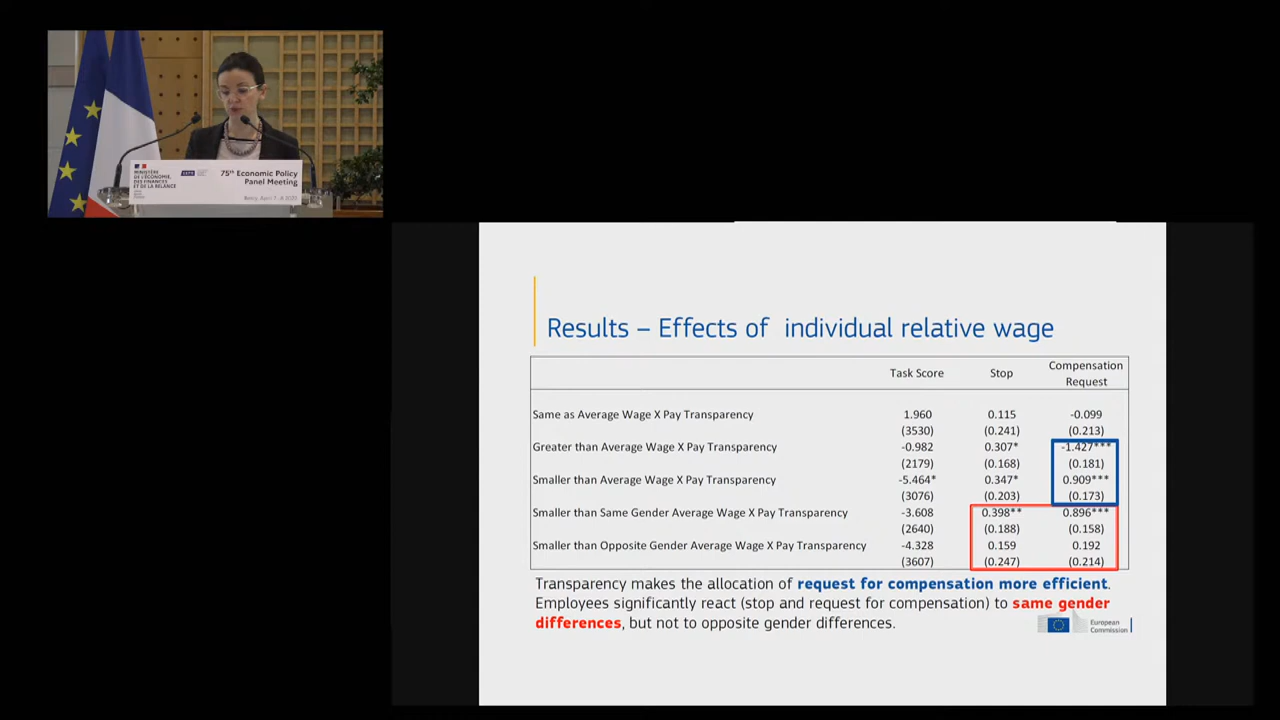 MINISTÈRE
DE L'ÉCONOMIE,
DES FINANCES
ET DE LA RELANCE
75th Economic Policy
Panel Meeting
Results – Effects of individual relative wage
Task Score Stop Compensation Request
Same as Average Wage X Pay Transparency 1.960 0.115 -0.099
(3530) (0.241) (0.213)
Greater than Average Wage X Pay Transparency -0.982 0.307* -1.427***
(2179) (0.168) (0.181)
Smaller than Average Wage X Pay Transparency -5.464* 0.347* 0.909***
(3076) (0.203) (0.173)
Smaller than Same Gender Average Wage X Pay Transparency -3.608 0.398** 0.896***
(2640) (0.188) (0.158)
Smaller than Opposite Gender Average Wage X Pay Transparency -4.328 0.159 0.192
(3607) (0.247) (0.214)
Transparency makes the allocation of request for compensation more efficient.
Employees significantly react (stop and request for compensation) to same gender
differences, but not to opposite gender differences.
European
Commission